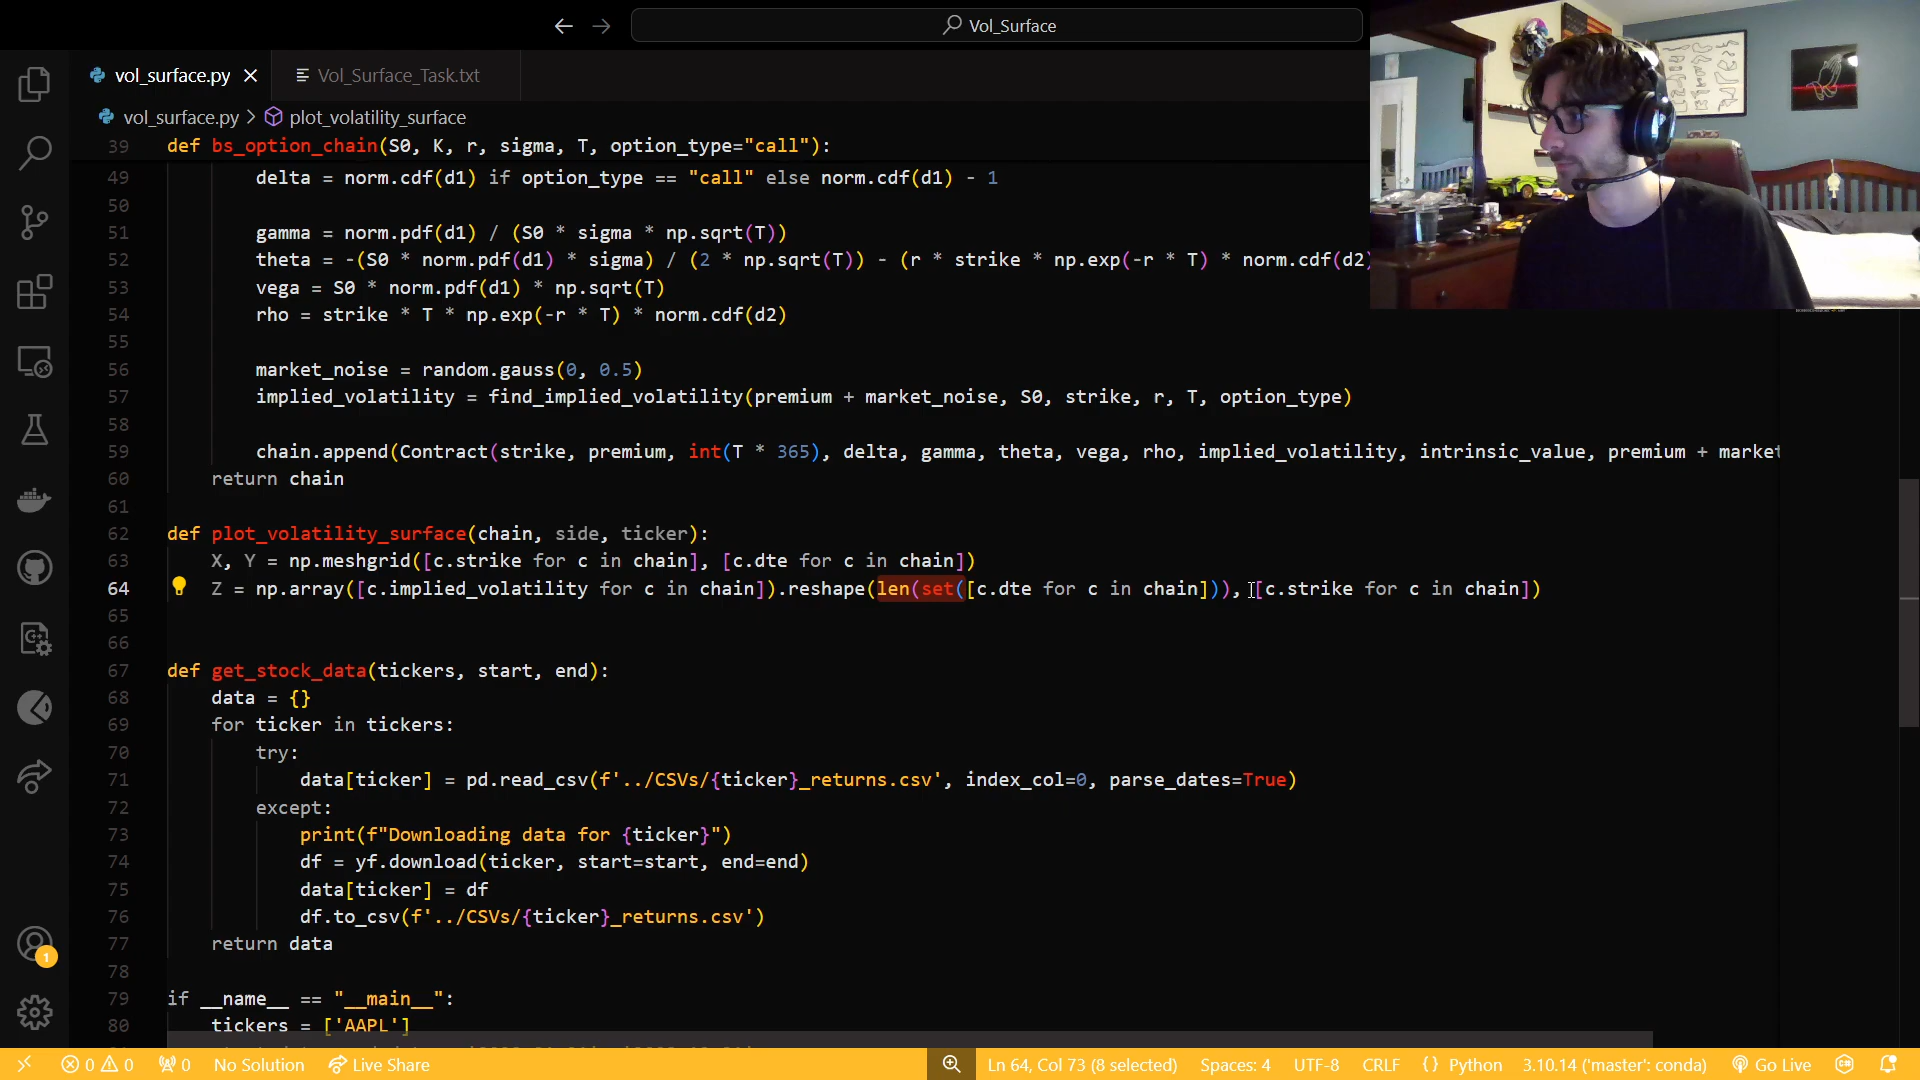 Vol_Surface
vol_surface.py
Vol_Surface_Task.txt
vol_surface.py > plot_volatility_surface
39 def bs_option_chain(S0, K, r, sigma, T, option_type="call"):
49 delta = norm.cdf(d1) if option_type == "call" else norm.cdf(d1) - 1
50
51 gamma = norm.pdf(d1) / (S0 * sigma * np.sqrt(T))
52 theta = -(S0 * norm.pdf(d1) * sigma) / (2 * np.sqrt(T)) - (r * strike * np.exp(-r * T) * norm.cdf(d2)
53 vega = S0 * norm.pdf(d1) * np.sqrt(T)
54 rho = strike * T * np.exp(-r * T) * norm.cdf(d2)
55
56 market_noise = random.gauss(0, 0.5)
57 implied_volatility = find_implied_volatility(premium + market_noise, S0, strike, r, T, option_type)
58
59 chain.append(Contract(strike, premium, int(T * 365), delta, gamma, theta, vega, rho, implied_volatility, intrinsic_value, premium + market
60 return chain
61
62 def plot_volatility_surface(chain, side, ticker):
63 X, Y = np.meshgrid([c.strike for c in chain], [c.dte for c in chain])
64 Z = np.array([c.implied_volatility for c in chain]).reshape(len(set([c.dte for c in chain])), [c.strike for c in chain])
65
66
67 def get_stock_data(tickers, start, end):
68 data = {}
69 for ticker in tickers:
70 try:
71 data[ticker] = pd.read_csv(f'../CSVs/{ticker}_returns.csv', index_col=0, parse_dates=True)
72 except:
73 print(f"Downloading data for {ticker}")
74 df = yf.download(ticker, start=start, end=end)
75 data[ticker] = df
76 df.to_csv(f'../CSVs/{ticker}_returns.csv')
77 return data
78
79 if __name__ == "__main__":
80 tickers = ['AAPL']
1
0 0 0 No Solution Live Share Ln 64, Col 73 (8 selected) Spaces: 4 UTF-8 CRLF {} Python 3.10.14 ('master': conda) Go Live